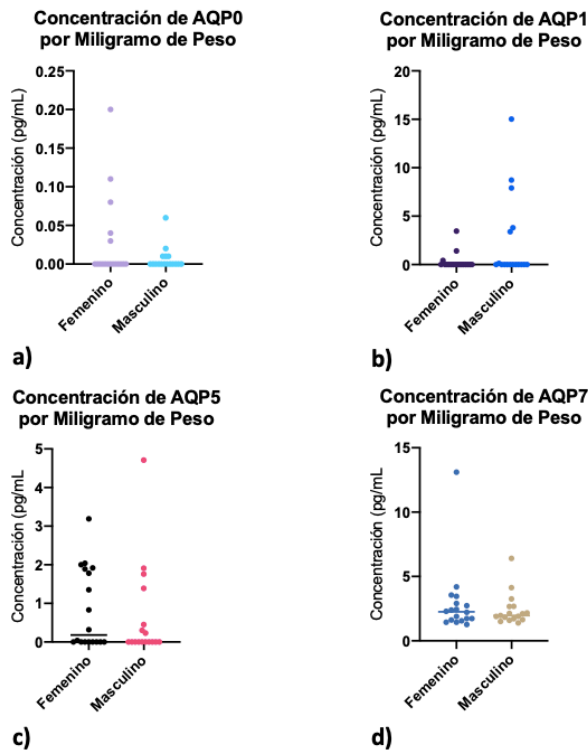 Concentración de AQP0
por Miligramo de Peso
Concentración (pg/mL)
0.25
0.20
0.15
0.10
0.05
0.00
Femenino
Masculino
a)
Concentración de AQP1
por Miligramo de Peso
Concentración (pg/mL)
20
15
10
5
0
Femenino
Masculino
b)
Concentración de AQP5
por Miligramo de Peso
Concentración (pg/mL)
5
4
3
2
1
0
Femenino
Masculino
c)
Concentración de AQP7
por Miligramo de Peso
Concentración (pg/mL)
15
10
5
0
Femenino
Masculino
d)